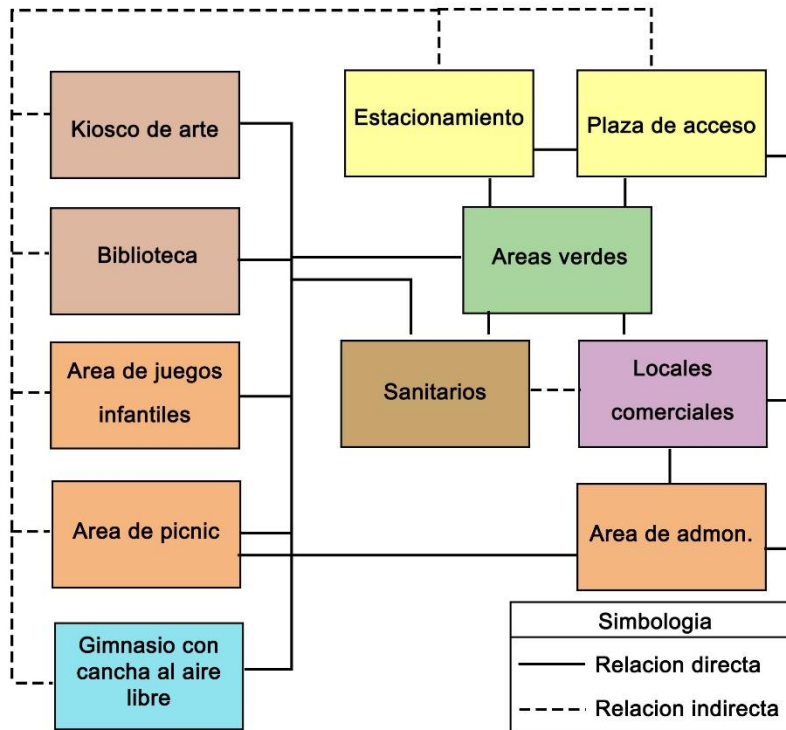 Kiosco de arte
Estacionamiento
Plaza de acceso
Biblioteca
Areas verdes
Area de juegos
infantiles
Sanitarios
Locales
comerciales
Area de picnic
Area de admon.
Gimnasio con
cancha al aire
libre
Simbologia
Relacion directa
Relacion indirecta